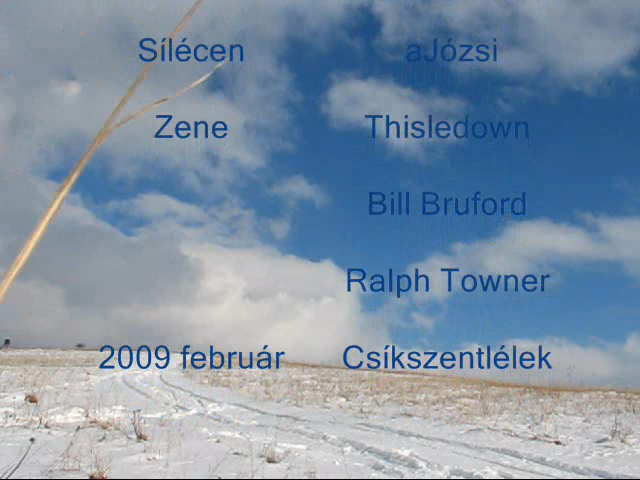 Sílécen aJózsi
Zene Thisledown
Bill Bruford
Ralph Towner
2009 február Csíkszentlélek